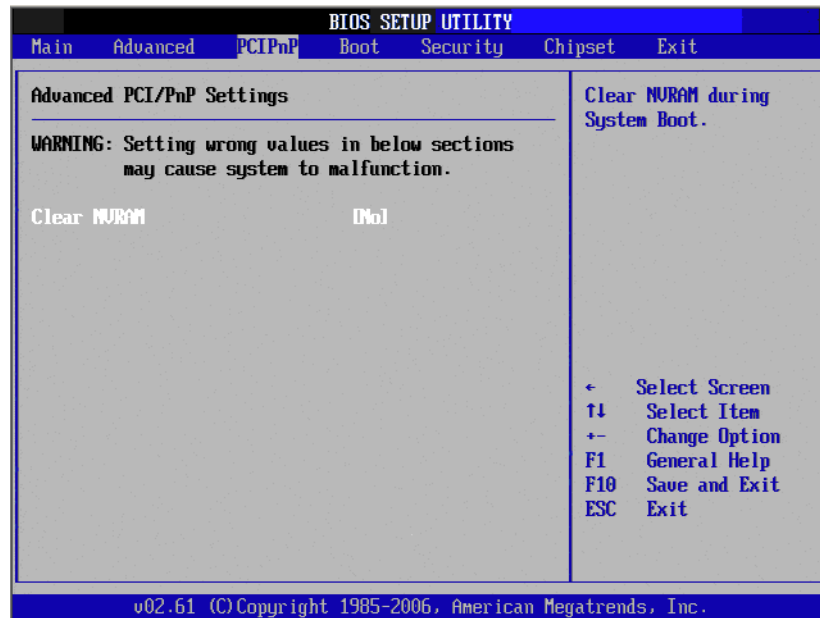 BIOS SETUP UTILITY
Main Advanced PCIPnP Boot Security Chipset Exit
Advanced PCI/PnP Settings
WARNING: Setting wrong values in below sections
may cause system to malfunction.
Clear NVRAM [No]
Clear NVRAM during
System Boot.
← Select Screen
↑↓ Select Item
+- Change Option
F1 General Help
F10 Save and Exit
ESC Exit
v02.61 (C)Copyright 1985-2006, American Megatrends, Inc.